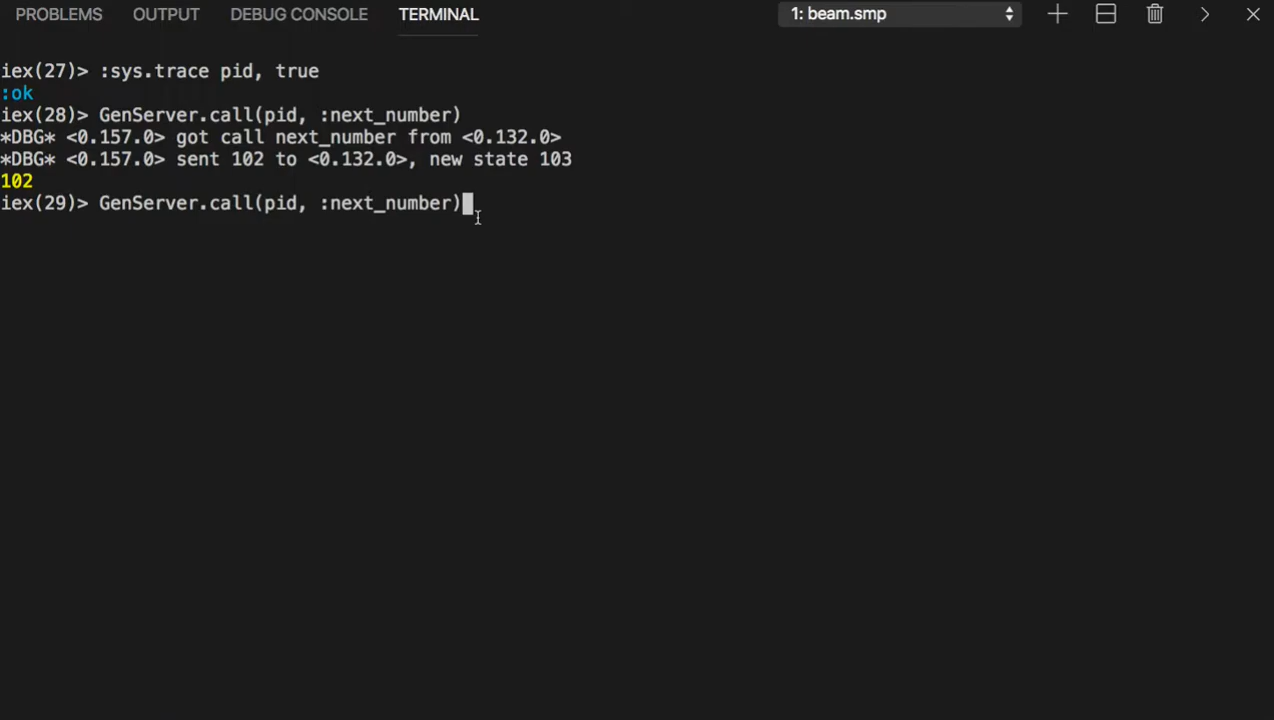 PROBLEMS OUTPUT DEBUG CONSOLE TERMINAL 1: beam.smp
iex(27)> :sys.trace pid, true
:ok
iex(28)> GenServer.call(pid, :next_number)
*DBG* <0.157.0> got call next_number from <0.132.0>
*DBG* <0.157.0> sent 102 to <0.132.0>, new state 103
102
iex(29)> GenServer.call(pid, :next_number)